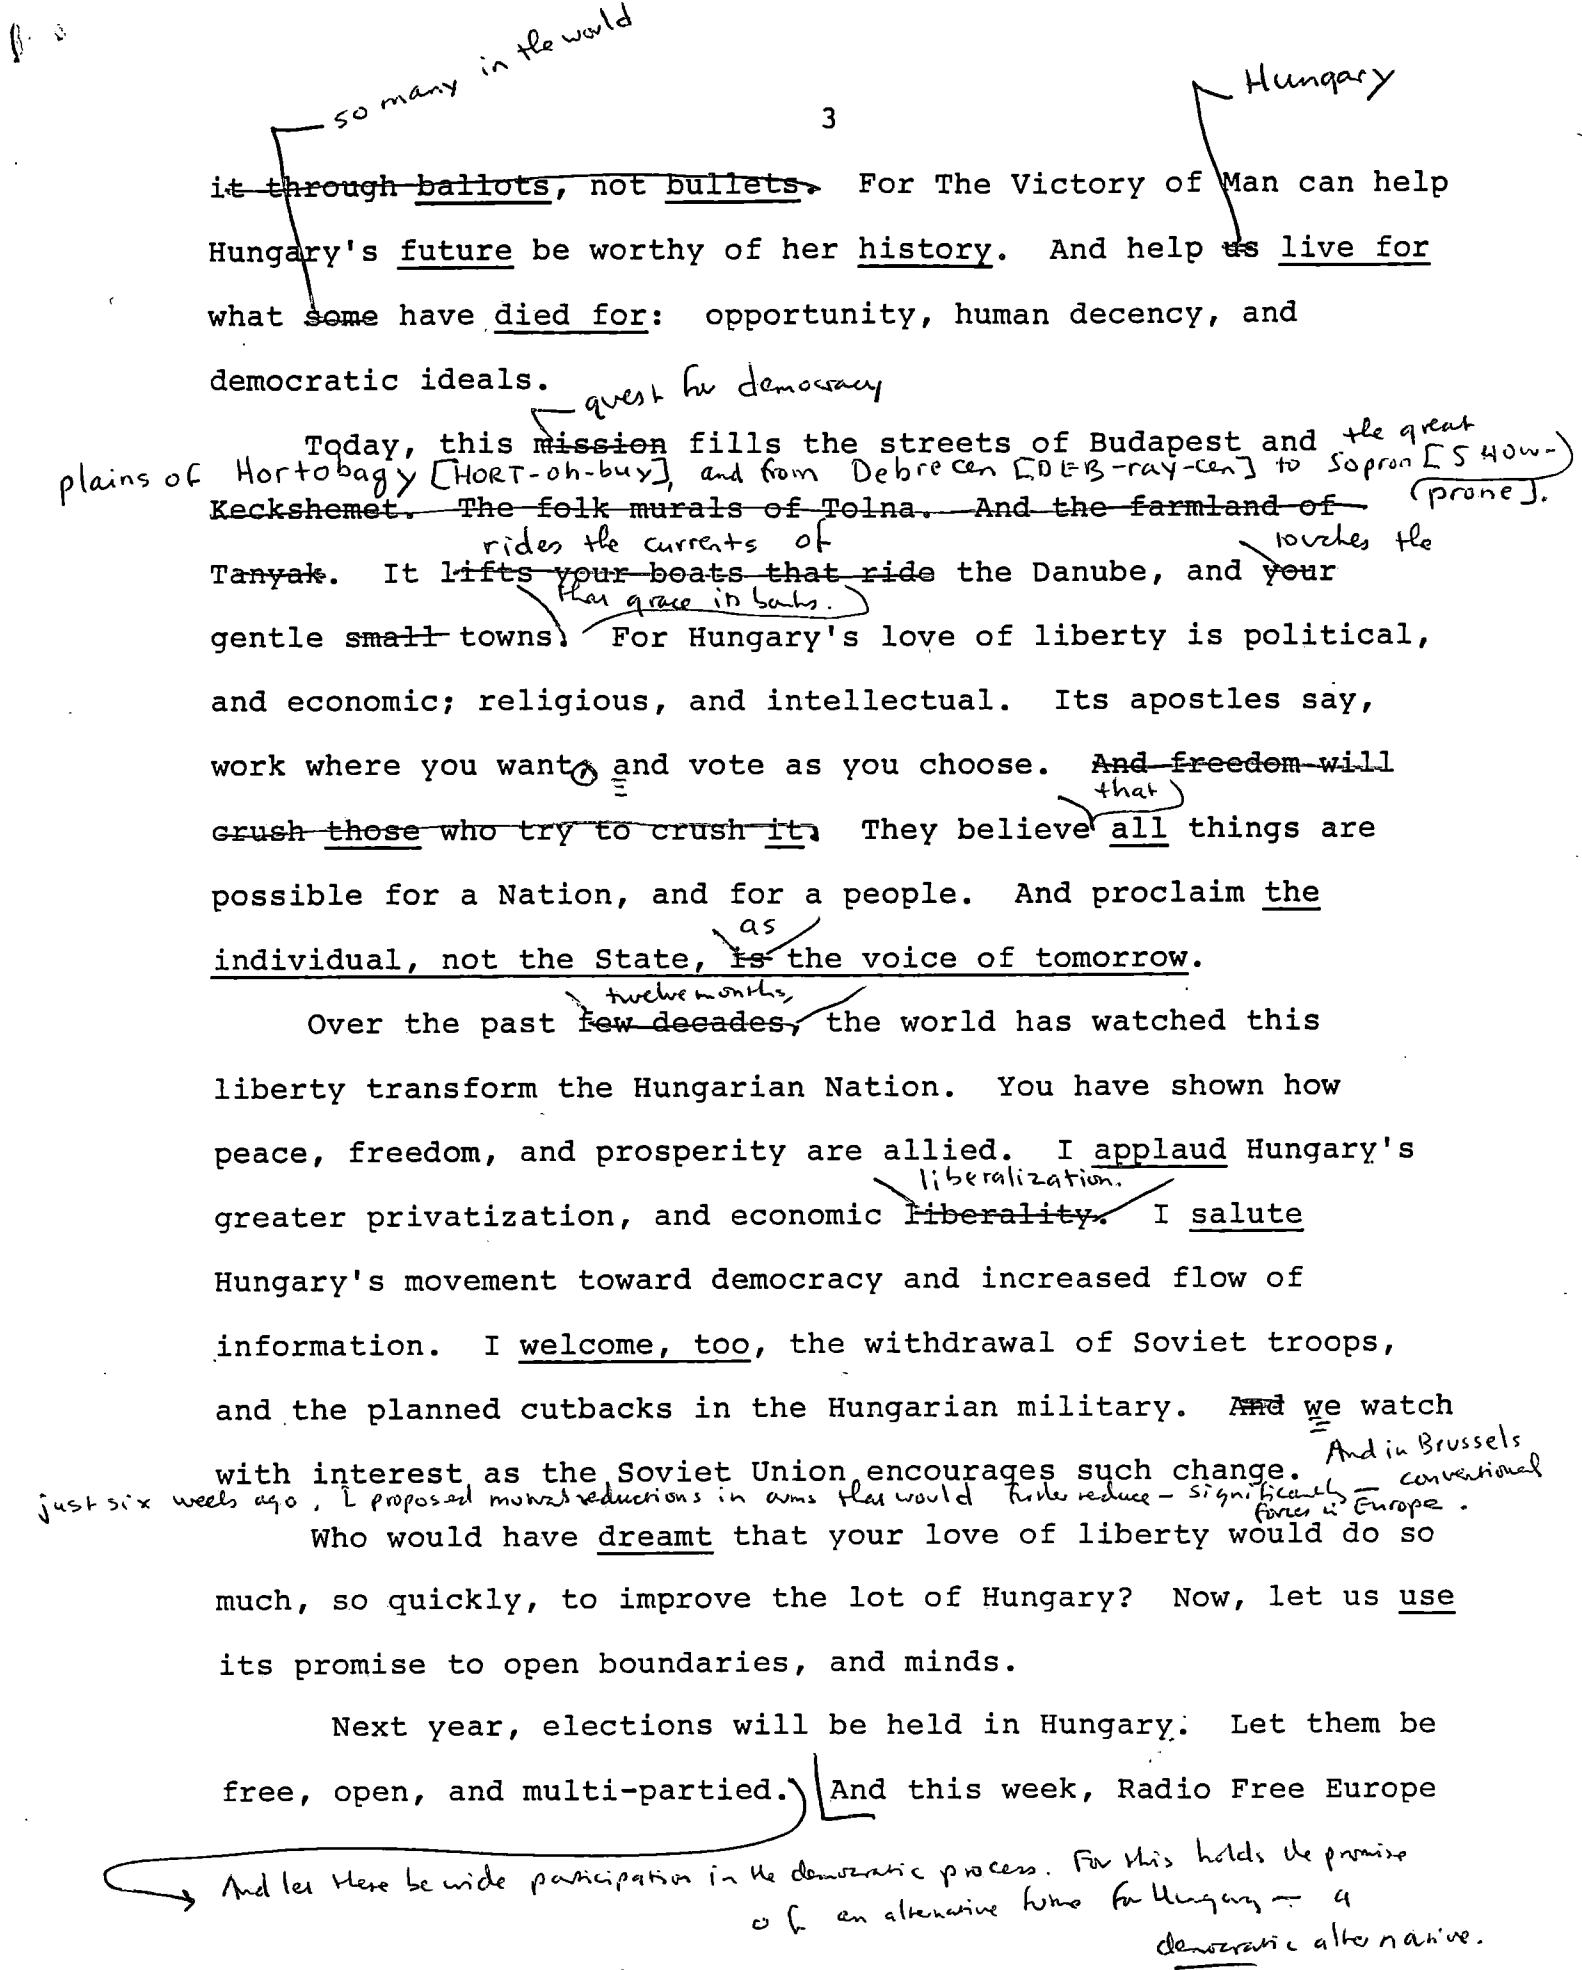 so many in the world
Hungary
3
it through ballots, not bullets. For The Victory of Man can help
Hungary's future be worthy of her history. And help us live for
what some have died for: opportunity, human decency, and
democratic ideals.
quest for democracy
Today, this mission fills the streets of Budapest and the great
plains of Hortobagy [HORT-oh-buy], and from Debrecen [DEB-ray-cen] to Sopron [SHOW-
prone].
Keckshemet. The folk murals of Tolna. And the farmland of
rides the currents of touches the
Tanyak. It lifts your boats that ride the Danube, and your
that grace its banks.
gentle small towns. For Hungary's love of liberty is political,
and economic; religious, and intellectual. Its apostles say,
work where you want, and vote as you choose. And freedom will
that
crush those who try to crush it. They believe all things are
possible for a Nation, and for a people. And proclaim the
as
individual, not the State, is the voice of tomorrow.
twelve months,
Over the past few decades, the world has watched this
liberty transform the Hungarian Nation. You have shown how
peace, freedom, and prosperity are allied. I applaud Hungary's
liberalization.
greater privatization, and economic liberality. I salute
Hungary's movement toward democracy and increased flow of
information. I welcome, too, the withdrawal of Soviet troops,
and the planned cutbacks in the Hungarian military. And we watch
And in Brussels
with interest as the Soviet Union encourages such change.
just six weeks ago, I proposed mutual reductions in arms that would further reduce — significantly — conventional
forces in Europe.
Who would have dreamt that your love of liberty would do so
much, so quickly, to improve the lot of Hungary? Now, let us use
its promise to open boundaries, and minds.
Next year, elections will be held in Hungary. Let them be
free, open, and multi-partied. And this week, Radio Free Europe
And let there be wide participation in the democratic process. For this holds the promise
of an alternative future for Hungary — a
democratic alternative.